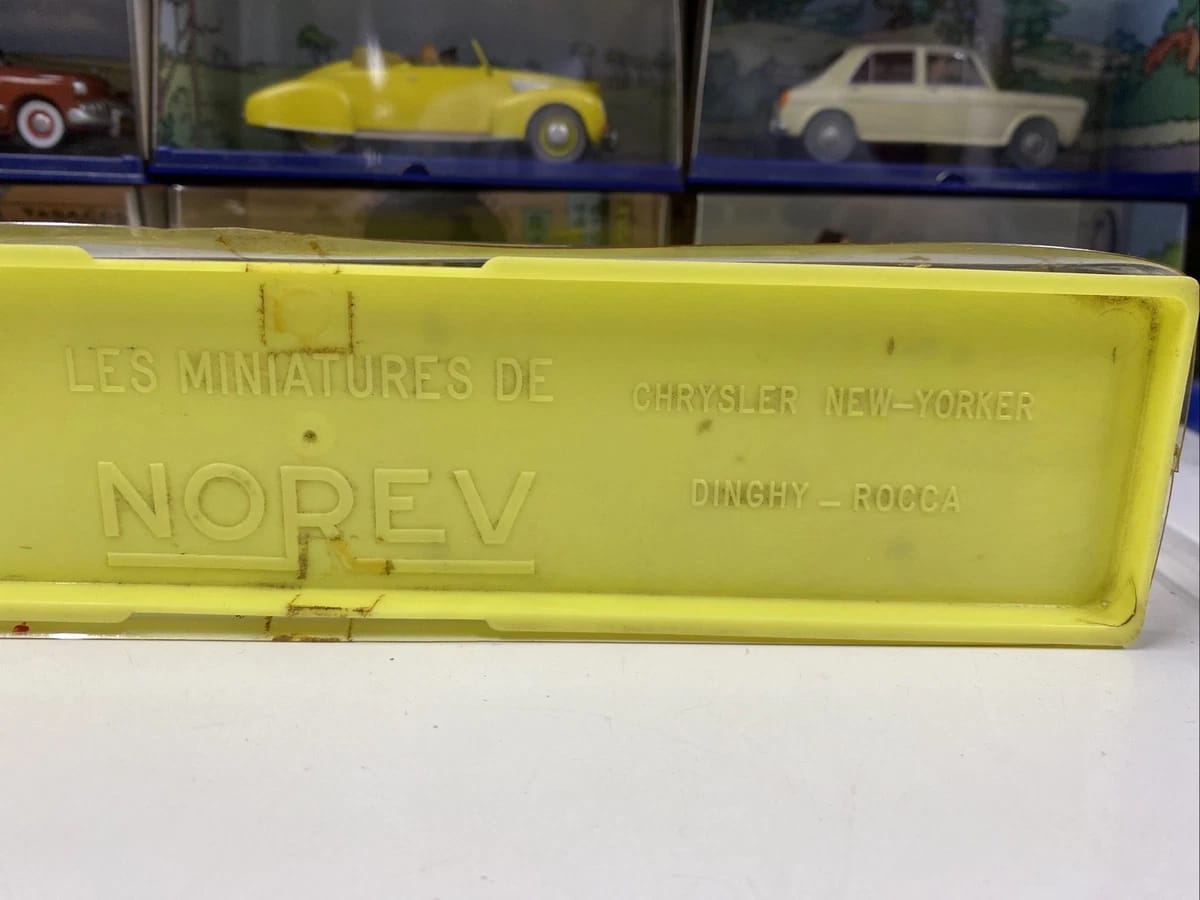 LES MINIATURES DE
NOREV
CHRYSLER NEW-YORKER
DINGHY - ROCCA